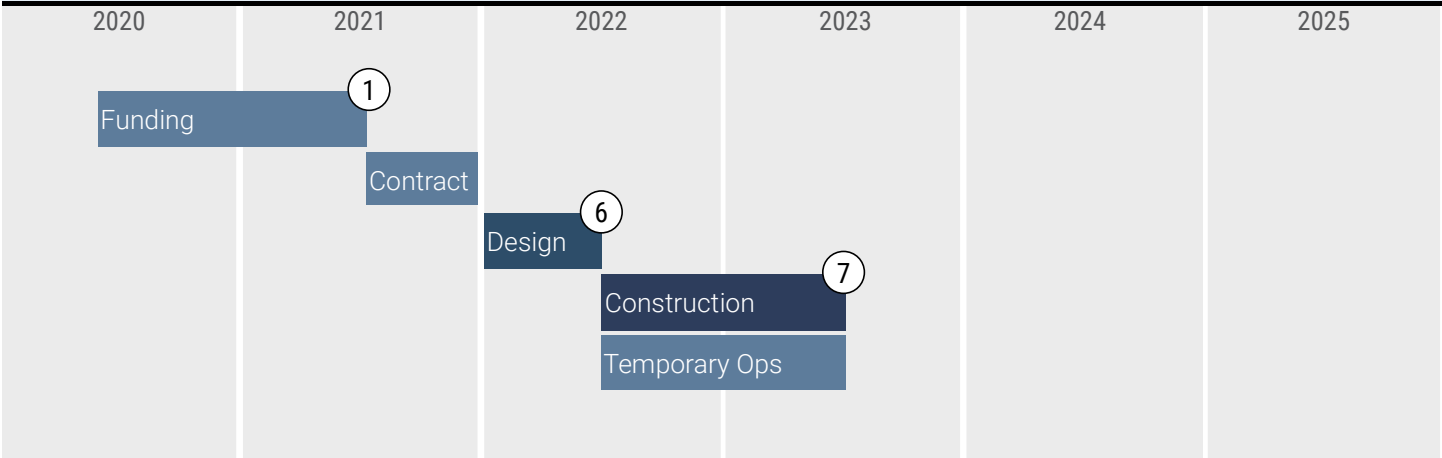 2020 2021 2022 2023 2024 2025
1
Funding
Contract
6
Design
7
Construction
Temporary Ops